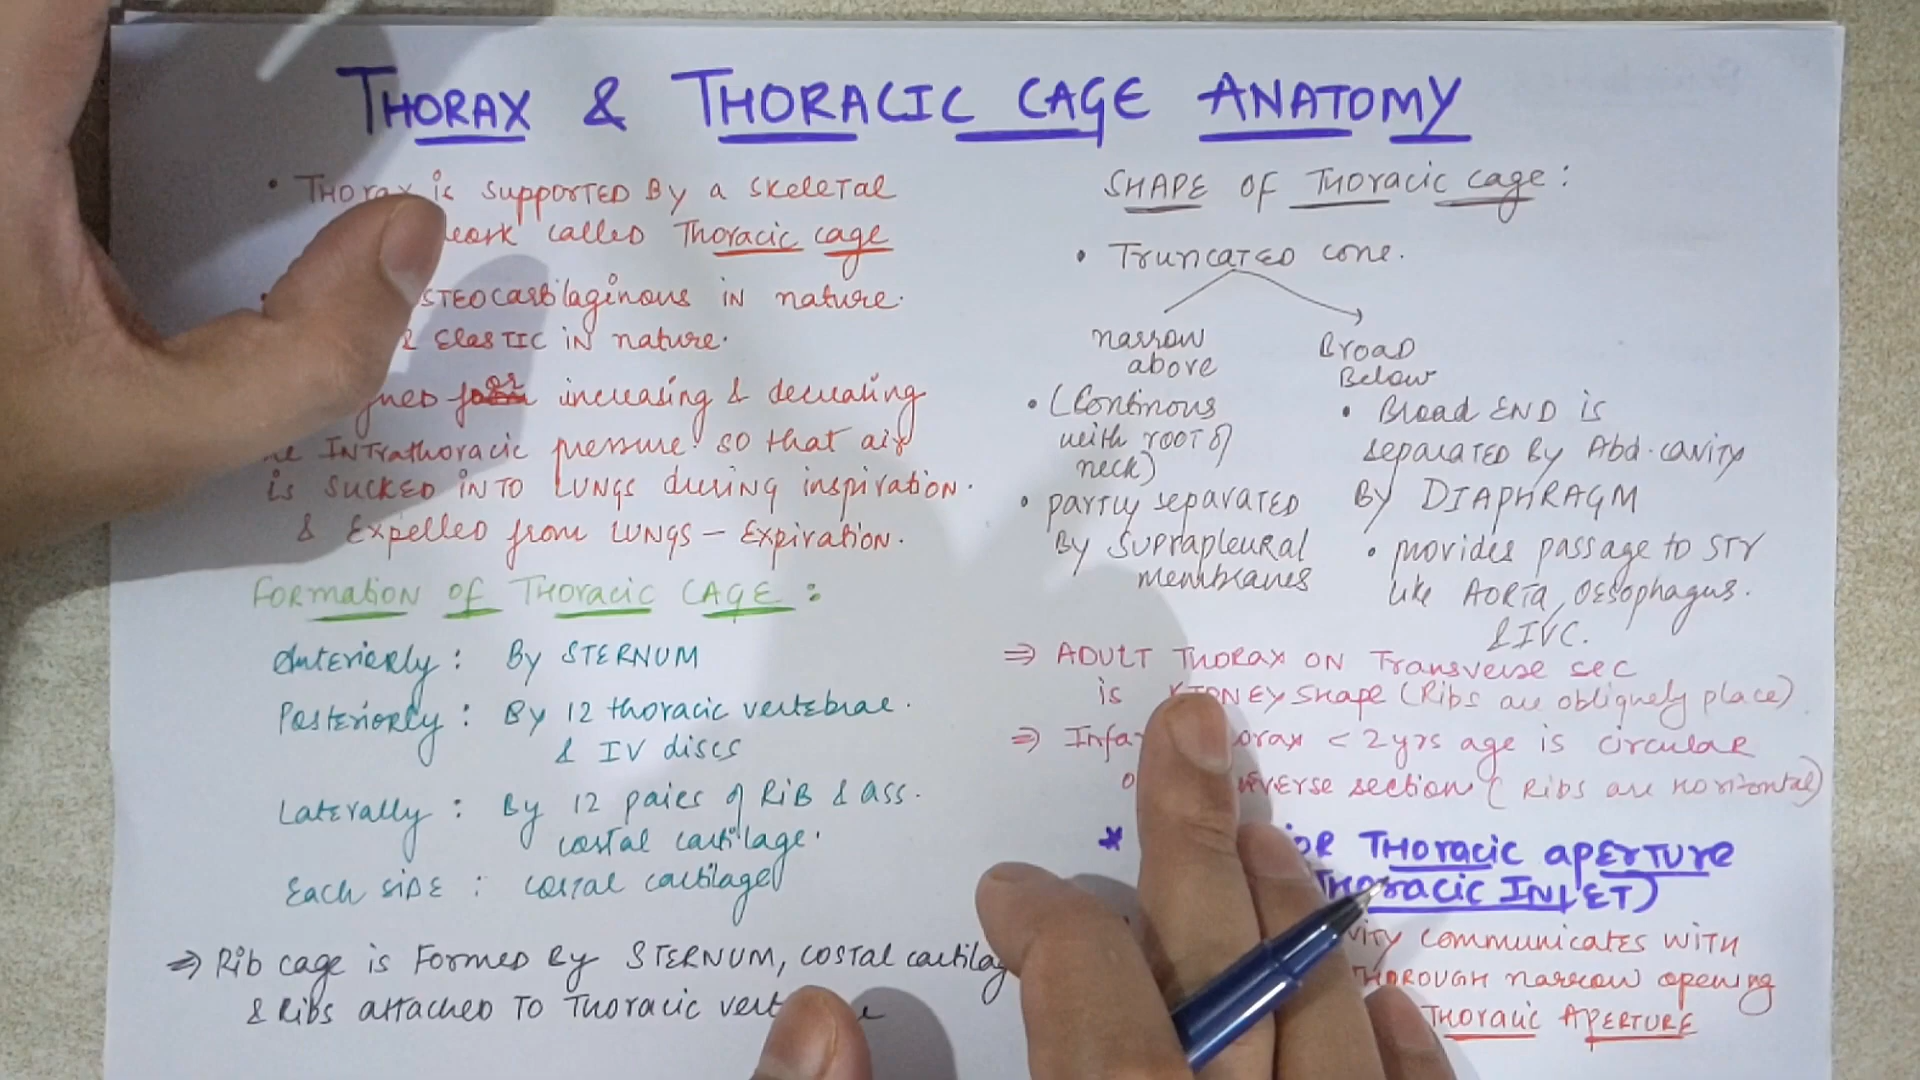 THORAX & THORACIC CAGE ANATOMY
• THORax is supporTED By a SKELETAL
called Thoracic cage
STEOCartilaginous IN nature.
& ElasTIC iN nature.
for increasing & decreasing
INTrathoracic pressure so that air
is SUCKED INTO LUNGS during inspiration.
& Expelled from LUNGS – Expiration.
Formation of Thoracic CAGE :
Anteriorly : By STERNUM
Posteriorly : By 12 thoracic vertebrae.
& IV discs
Laterally : By 12 pairs of RiB & ass.
costal cartilage.
Each SIDE : costal cartilage
⇒ Rib cage is Formed By STERNUM, costal
& Ribs attached To Thoracic
SHAPE OF Thoracic cage :
• Truncated cone.
narrow above
Broad Below
• (Continous
with root of
neck)
• partly separated
By Suprapleural
membranes
• Broad END is
separated By Abd. cavity
By DIAPHRAGM
• provides passage to STR
like AORTA, Oesophagus.
& IVC.
⇒ ADULT THORAX ON Transverse sec
is KIDNEY Shape (Ribs are obliquely place)
⇒ < 2 yrs age is circular
section (Ribs are horizontal)
* Thoracic aperture
Thoracic INLET)
communicates with
THOROUGH narrow opening
Thoracic APERTURE